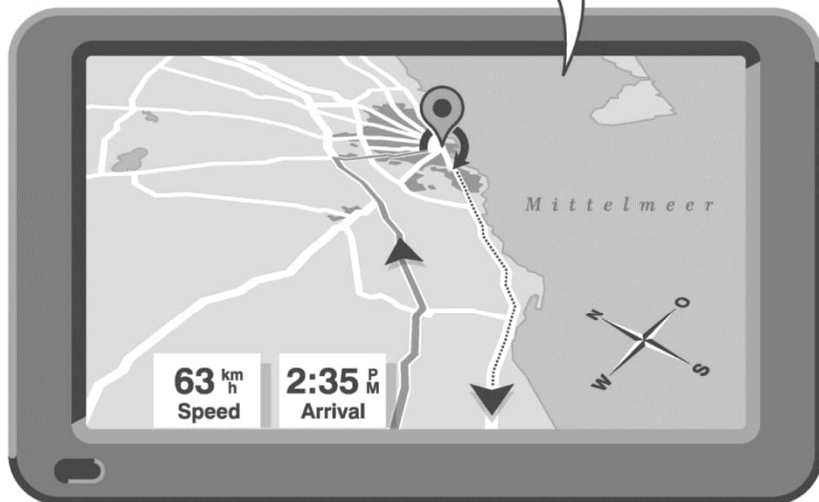 Mittelmeer
N
O
W
S
63 km h
Speed
2:35 PM
Arrival